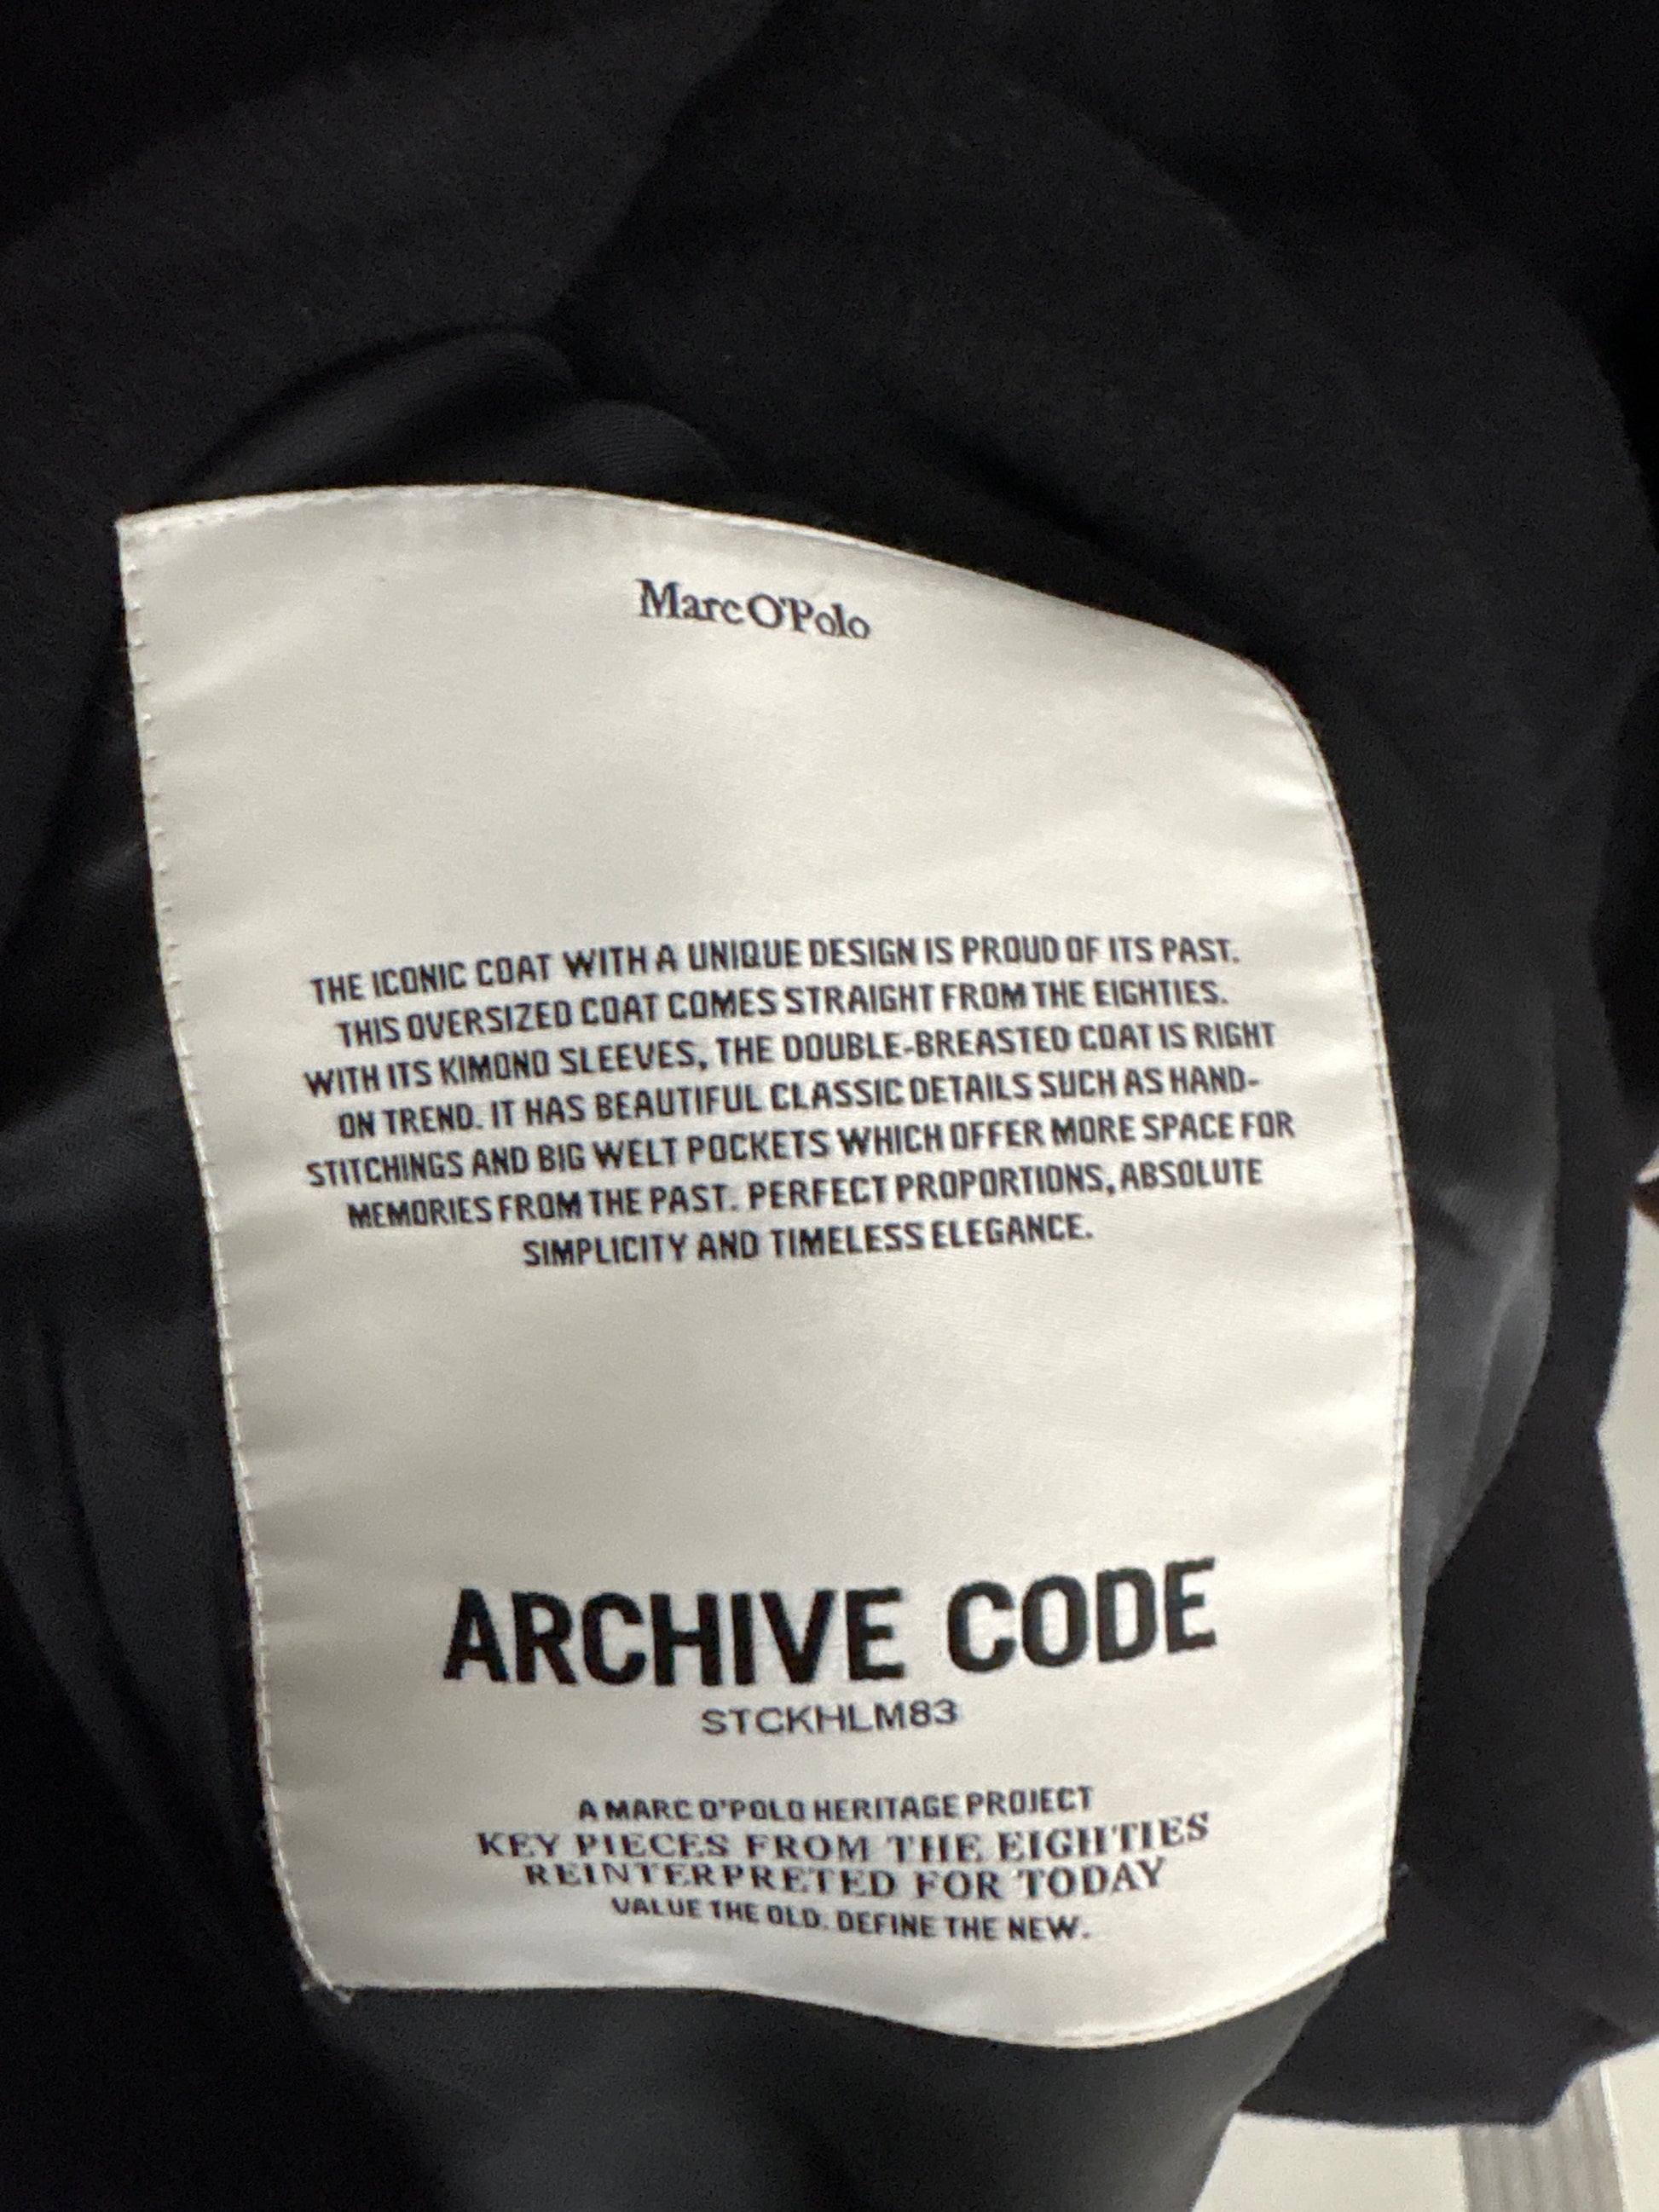 Marc O'Polo
THE ICONIC COAT WITH A UNIQUE DESIGN IS PROUD OF ITS PAST.
THIS OVERSIZED COAT COMES STRAIGHT FROM THE EIGHTIES.
WITH ITS KIMONO SLEEVES, THE DOUBLE-BREASTED COAT IS RIGHT
ON TREND. IT HAS BEAUTIFUL CLASSIC DETAILS SUCH AS HAND-
STITCHINGS AND BIG WELT POCKETS WHICH OFFER MORE SPACE FOR
MEMORIES FROM THE PAST. PERFECT PROPORTIONS, ABSOLUTE
SIMPLICITY AND TIMELESS ELEGANCE.
ARCHIVE CODE
STCKHLM83
A MARC O'POLO HERITAGE PROJECT
KEY PIECES FROM THE EIGHTIES
REINTERPRETED FOR TODAY
VALUE THE OLD. DEFINE THE NEW.